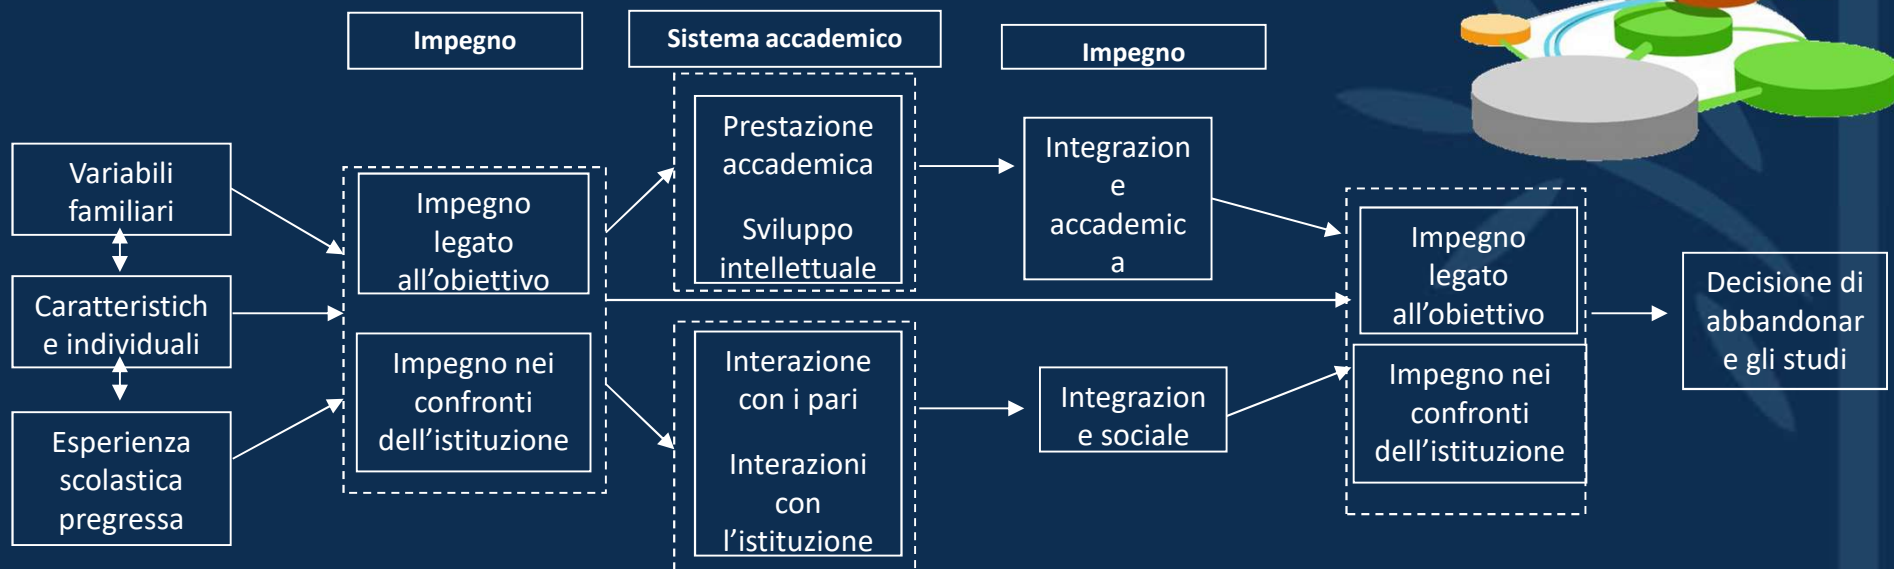 Impegno
Sistema accademico
Impegno
Variabili
familiari
Caratteristich
e individuali
Esperienza
scolastica
pregressa
Impegno
legato
all’obiettivo
Impegno nei
confronti
dell’istituzione
Prestazione
accademica
Sviluppo
intellettuale
Interazione
con i pari
Interazioni
con
l’istituzione
Integrazion
e
accademic
a
Integrazion
e sociale
Impegno
legato
all’obiettivo
Impegno nei
confronti
dell’istituzione
Decisione di
abbandonar
e gli studi